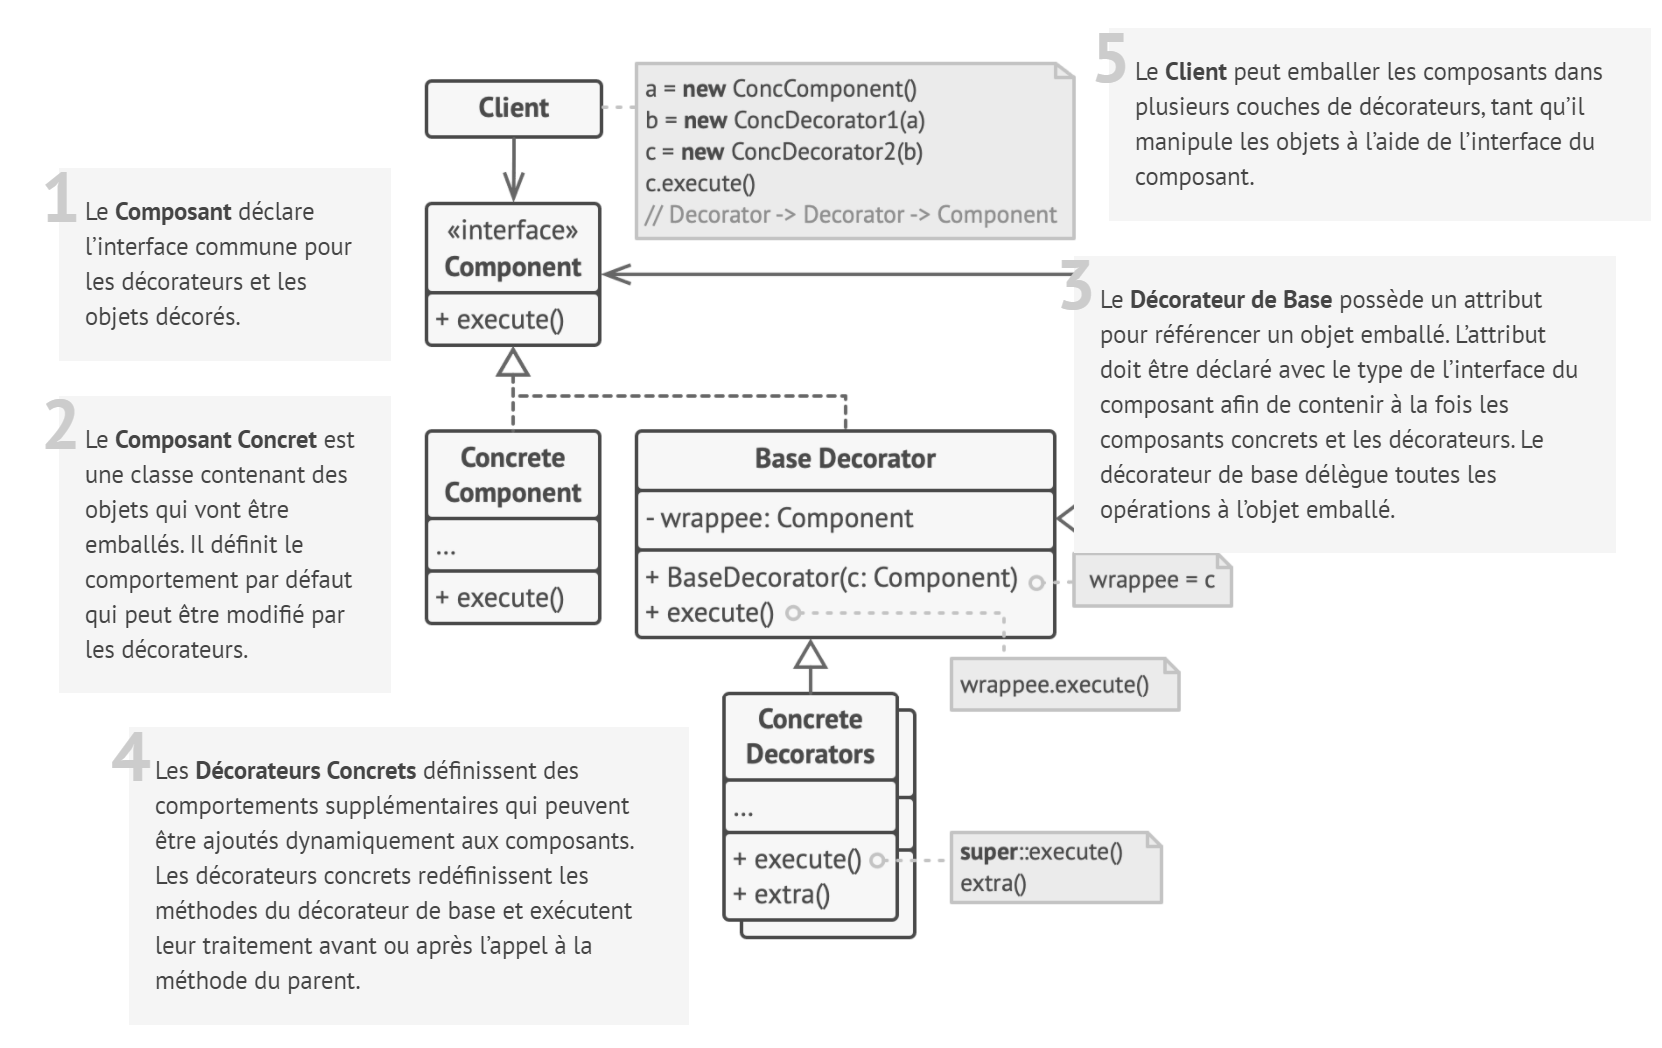 1
Le Composant déclare
l’interface commune pour
les décorateurs et les
objets décorés.
2
Le Composant Concret est
une classe contenant des
objets qui vont être
emballés. Il définit le
comportement par défaut
qui peut être modifié par
les décorateurs.
Client
a = new ConcComponent()
b = new ConcDecorator1(a)
c = new ConcDecorator2(b)
c.execute()
// Decorator -> Decorator -> Component
«interface»
Component
+ execute()
Concrete
Component
...
+ execute()
Base Decorator
- wrappee: Component
+ BaseDecorator(c: Component)
+ execute()
wrappee = c
wrappee.execute()
Concrete
Decorators
...
+ execute()
+ extra()
super::execute()
extra()
5
Le Client peut emballer les composants dans
plusieurs couches de décorateurs, tant qu’il
manipule les objets à l’aide de l’interface du
composant.
3
Le Décorateur de Base possède un attribut
pour référencer un objet emballé. L’attribut
doit être déclaré avec le type de l’interface du
composant afin de contenir à la fois les
composants concrets et les décorateurs. Le
décorateur de base délègue toutes les
opérations à l’objet emballé.
4
Les Décorateurs Concrets définissent des
comportements supplémentaires qui peuvent
être ajoutés dynamiquement aux composants.
Les décorateurs concrets redéfinissent les
méthodes du décorateur de base et exécutent
leur traitement avant ou après l’appel à la
méthode du parent.